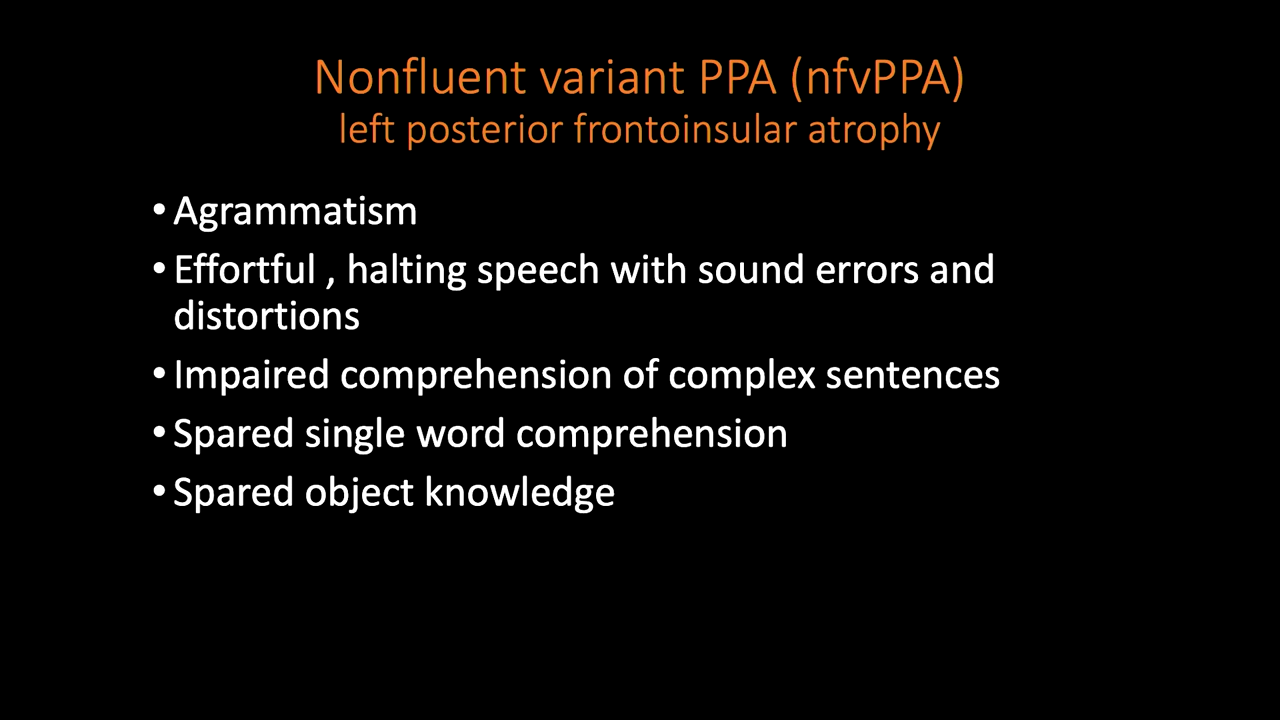 Nonfluent variant PPA (nfvPPA)
left posterior frontoinsular atrophy
• Agrammatism
• Effortful , halting speech with sound errors and
distortions
• Impaired comprehension of complex sentences
• Spared single word comprehension
• Spared object knowledge